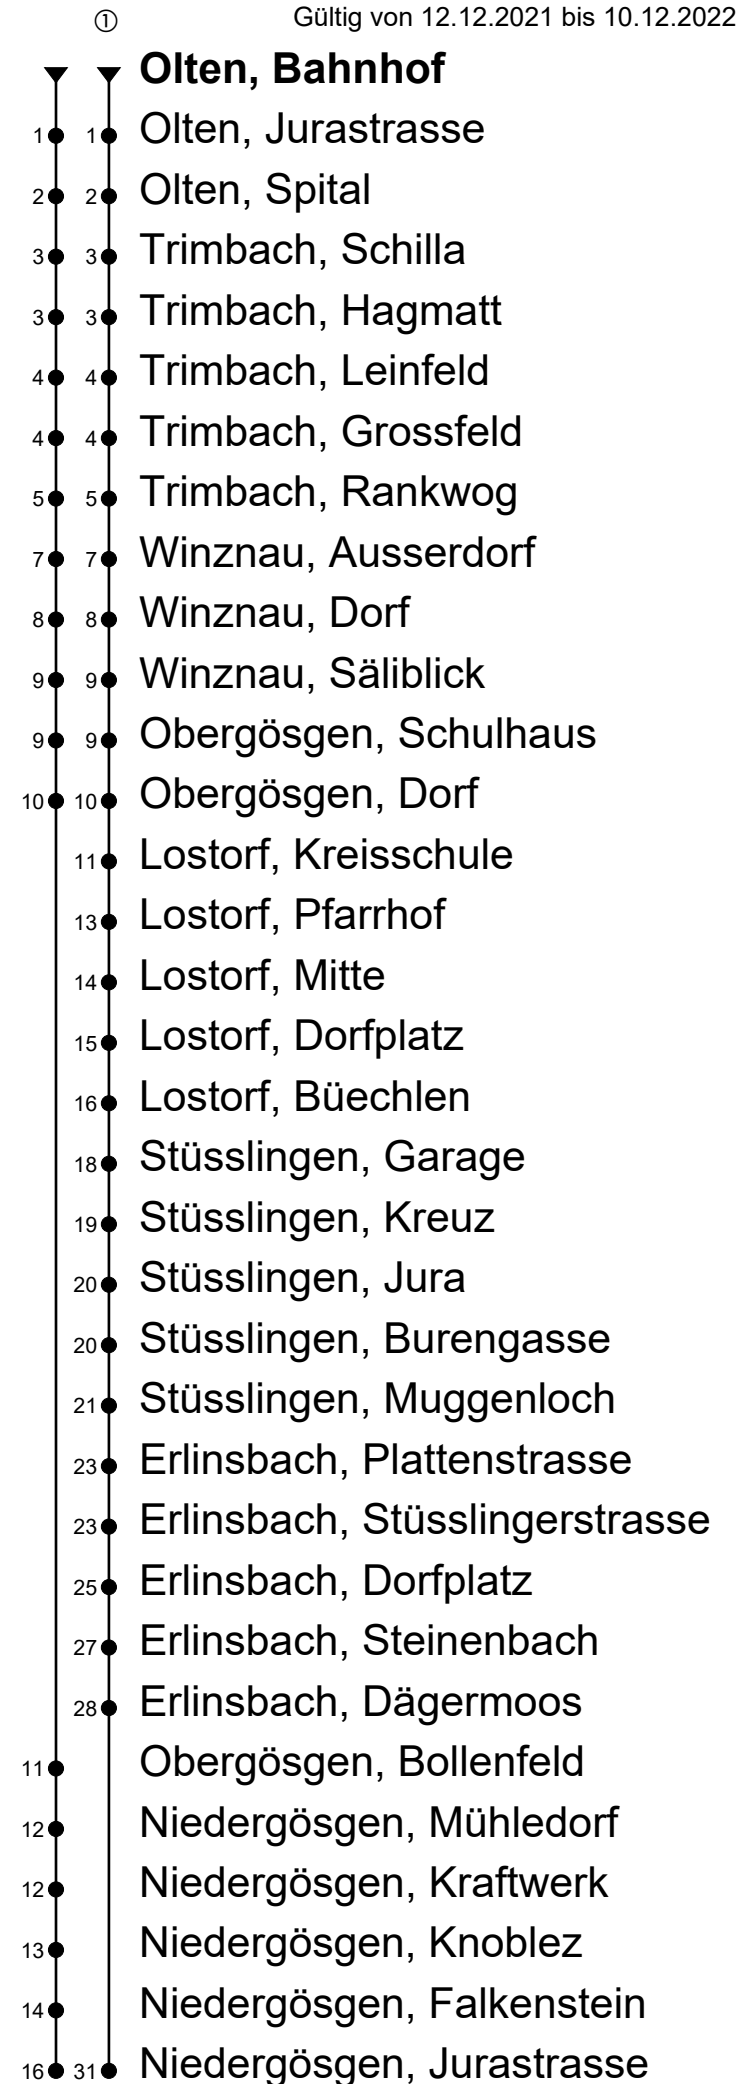 ① Gültig von 12.12.2021 bis 10.12.2022
Olten, Bahnhof
1 1 Olten, Jurastrasse
2 2 Olten, Spital
3 3 Trimbach, Schilla
3 3 Trimbach, Hagmatt
4 4 Trimbach, Leinfeld
4 4 Trimbach, Grossfeld
5 5 Trimbach, Rankwog
7 7 Winznau, Ausserdorf
8 8 Winznau, Dorf
9 9 Winznau, Säliblick
9 9 Obergösgen, Schulhaus
10 10 Obergösgen, Dorf
11 Lostorf, Kreisschule
13 Lostorf, Pfarrhof
14 Lostorf, Mitte
15 Lostorf, Dorfplatz
16 Lostorf, Büechlen
18 Stüsslingen, Garage
19 Stüsslingen, Kreuz
20 Stüsslingen, Jura
20 Stüsslingen, Burengasse
21 Stüsslingen, Muggenloch
23 Erlinsbach, Plattenstrasse
23 Erlinsbach, Stüsslingerstrasse
25 Erlinsbach, Dorfplatz
27 Erlinsbach, Steinenbach
28 Erlinsbach, Dägermoos
11 Obergösgen, Bollenfeld
12 Niedergösgen, Mühledorf
12 Niedergösgen, Kraftwerk
13 Niedergösgen, Knoblez
14 Niedergösgen, Falkenstein
16 31 Niedergösgen, Jurastrasse